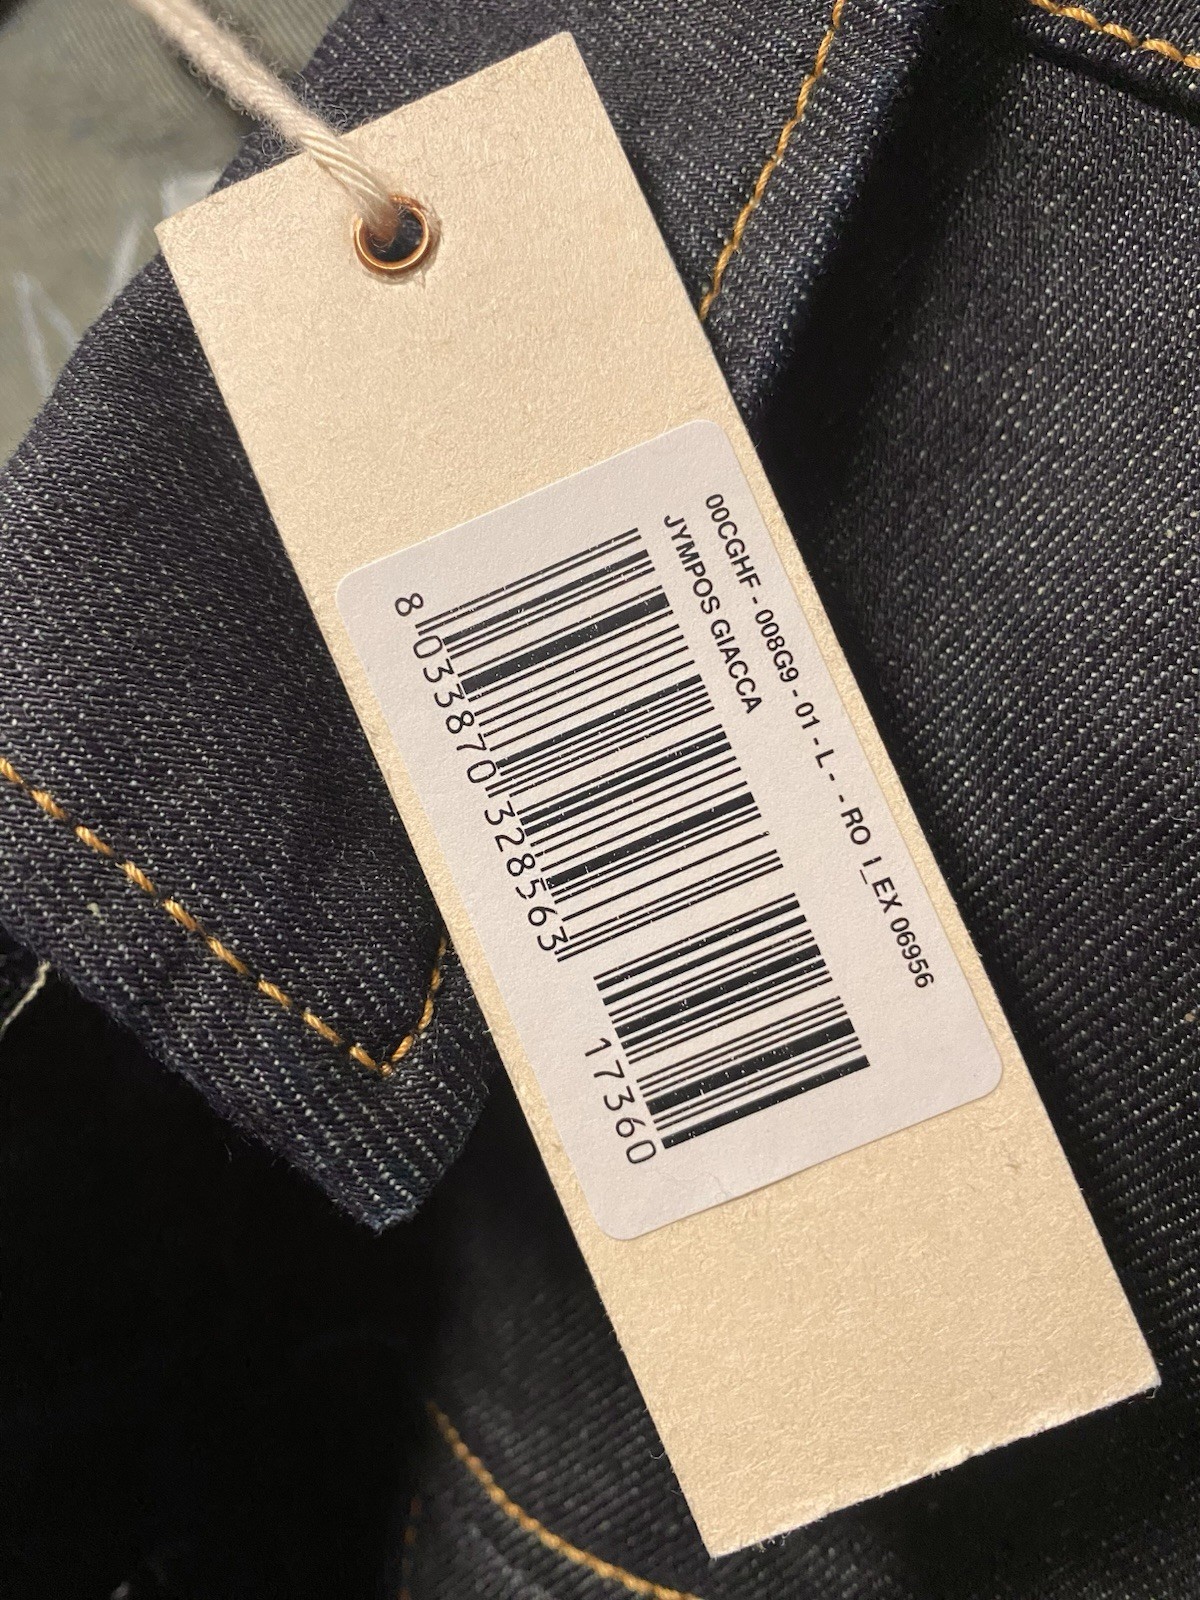 00CGHF - 008G9 - 01 - L - - RO I_EX 06956
JYMPOS GIACCA
8 033870 328563
17360